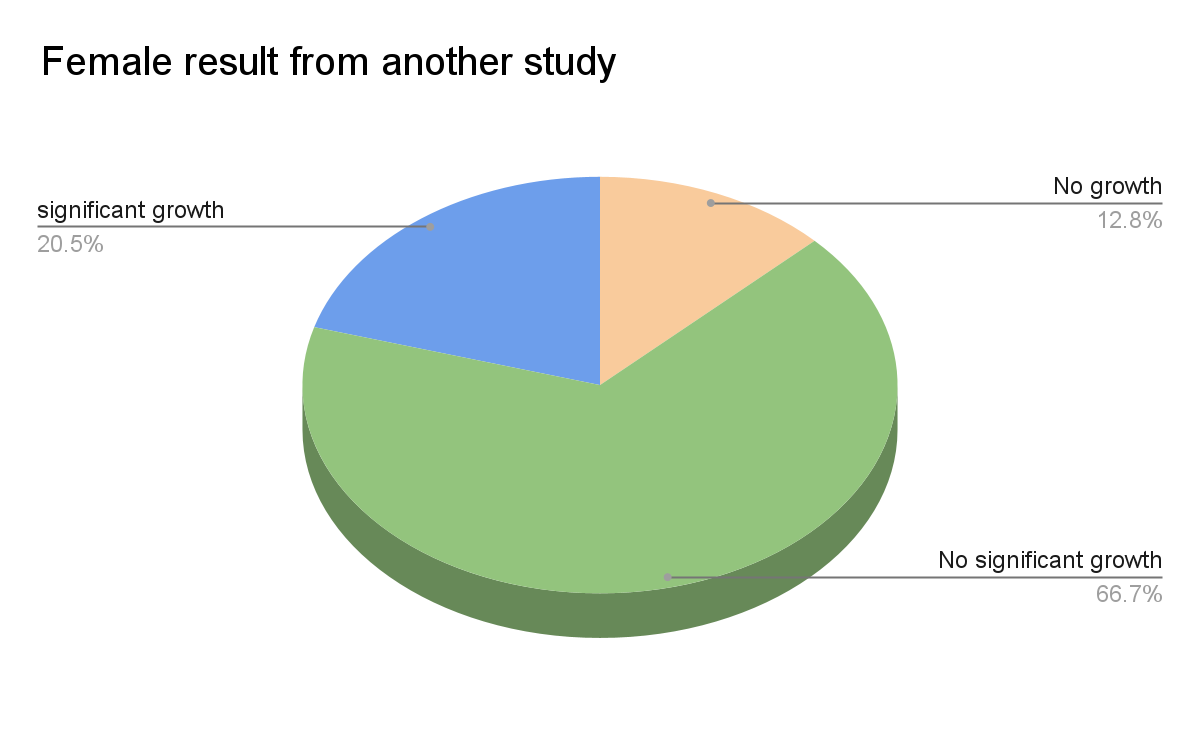 Female result from another study
No growth
12.8%
significant growth
20.5%
No significant growth
66.7%